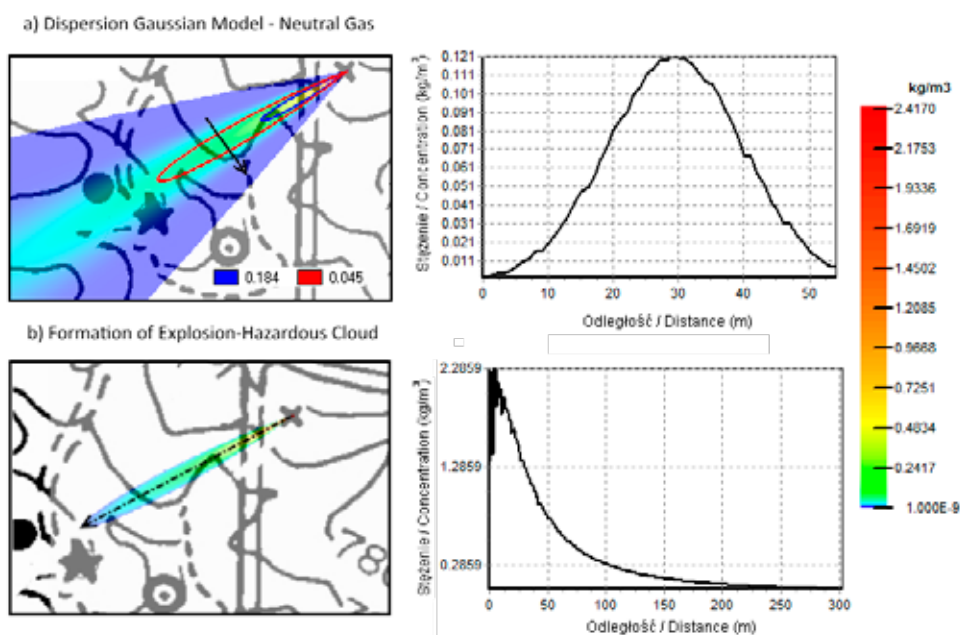 a) Dispersion Gaussian Model - Neutral Gas
0.184 0.045
Stężenie / Concentration (kg/m³)
0.121
0.111
0.101
0.091
0.081
0.071
0.061
0.051
0.041
0.031
0.021
0.011
0 10 20 30 40 50
Odległość / Distance (m)
b) Formation of Explosion-Hazardous Cloud
Stężenie / Concentration (kg/m³)
2.2859
1.2859
0.2859
0 50 100 150 200 250 300
Odległość / Distance (m)
kg/m3
2.4170
2.1753
1.9336
1.6919
1.4502
1.2085
0.9668
0.7251
0.4834
0.2417
1.000E-9